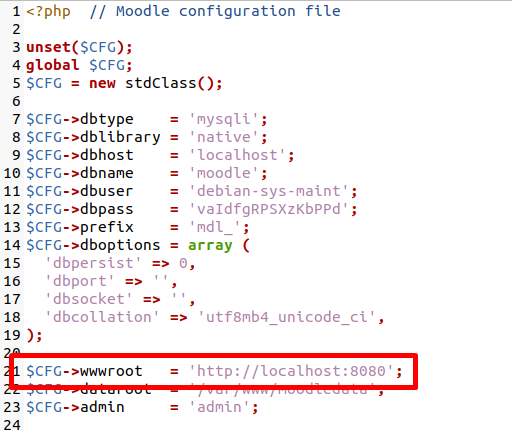 1 <?php  // Moodle configuration file
2
3 unset($CFG);
4 global $CFG;
5 $CFG = new stdClass();
6
7 $CFG->dbtype    = 'mysqli';
8 $CFG->dblibrary = 'native';
9 $CFG->dbhost    = 'localhost';
10 $CFG->dbname    = 'moodle';
11 $CFG->dbuser    = 'debian-sys-maint';
12 $CFG->dbpass    = 'vaIdfgRPSXzKbPPd';
13 $CFG->prefix    = 'mdl_';
14 $CFG->dboptions = array (
15   'dbpersist' => 0,
16   'dbport' => '',
17   'dbsocket' => '',
18   'dbcollation' => 'utf8mb4_unicode_ci',
19 );
20
21 $CFG->wwwroot   = 'http://localhost:8080';
22 $CFG->dataroot  = '/var/www/moodledata';
23 $CFG->admin     = 'admin';
24